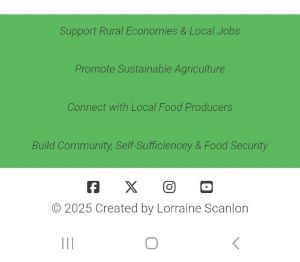 Support Rural Economies & Local Jobs
Promote Sustainable Agriculture
Connect with Local Food Producers
Build Community, Self-Sufficiencey & Food Security
© 2025 Created by Lorraine Scanlon